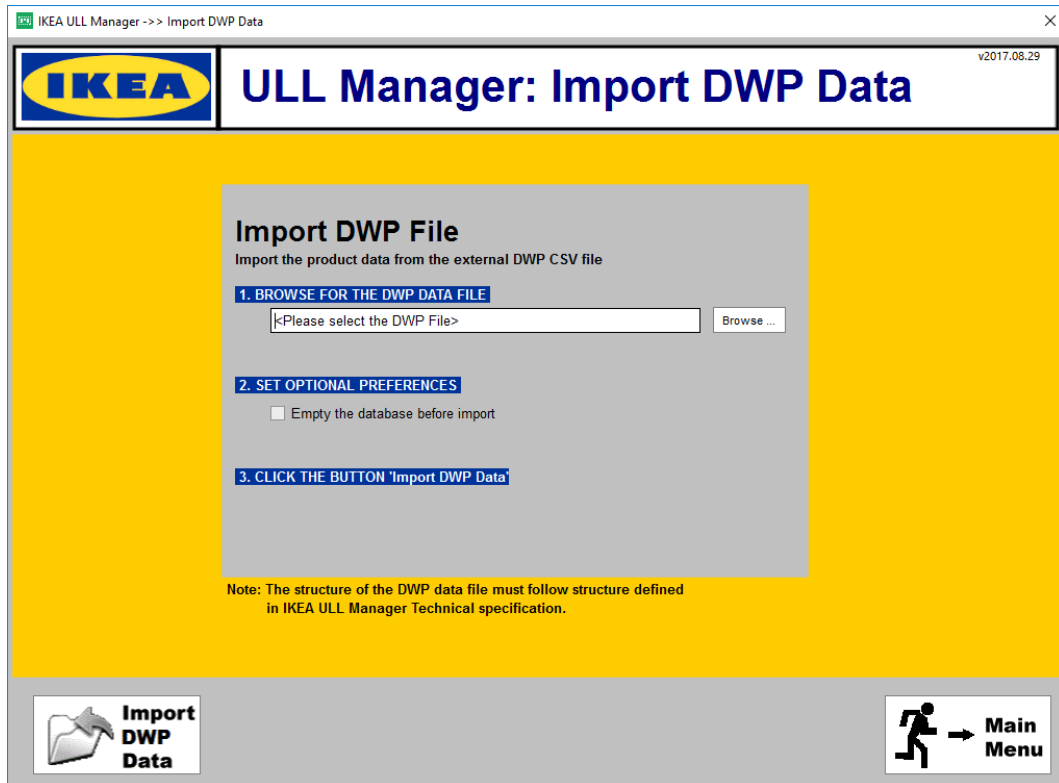 IKEA ULL Manager ->> Import DWP Data
v2017.08.29
IKEA
ULL Manager: Import DWP Data
Import DWP File
Import the product data from the external DWP CSV file
1. BROWSE FOR THE DWP DATA FILE
<Please select the DWP File>
Browse ...
2. SET OPTIONAL PREFERENCES
Empty the database before import
3. CLICK THE BUTTON 'Import DWP Data'
Note: The structure of the DWP data file must follow structure defined
in IKEA ULL Manager Technical specification.
Import
DWP
Data
Main
Menu